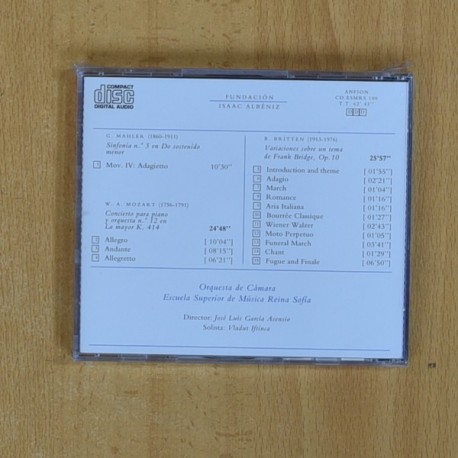 COMPACT
disc
DIGITAL AUDIO
FUNDACIÓN
ISAAC ALBÉNIZ
ENSION
T. T. 62' 43"
DDD
G. MAHLER (1860-1911)
Sinfonía n.º 5 en Do sostenido
menor
Mov. IV: Adagietto 10'30"
W. A. MOZART (1756-1791)
Concierto para piano
y orquesta n.º 12 en
La mayor K. 414 24'48"
Allegro [ 10'04"]
Andante [ 08'15"]
Allegretto [ 06'21"]
B. BRITTEN (1913-1976)
Variaciones sobre un tema
de Frank Bridge, Op. 10 25'57"
Introduction and theme [ 01'55"]
Adagio [ 02'21"]
March [ 01'04"]
Romance [ 01'16"]
Aria Italiana [ 01'16"]
Bourrée Classique [ 01'27"]
Wiener Walzer [ 02'43"]
Moto Perpetuo [ 01'05"]
Funeral March [ 03'41"]
Chant [ 01'29"]
Fugue and Finale [ 06'50"]
Orquesta de Cámara
Escuela Superior de Música Reina Sofía
Director: José Luis García Asensio
Solista: Vladut Iftinca